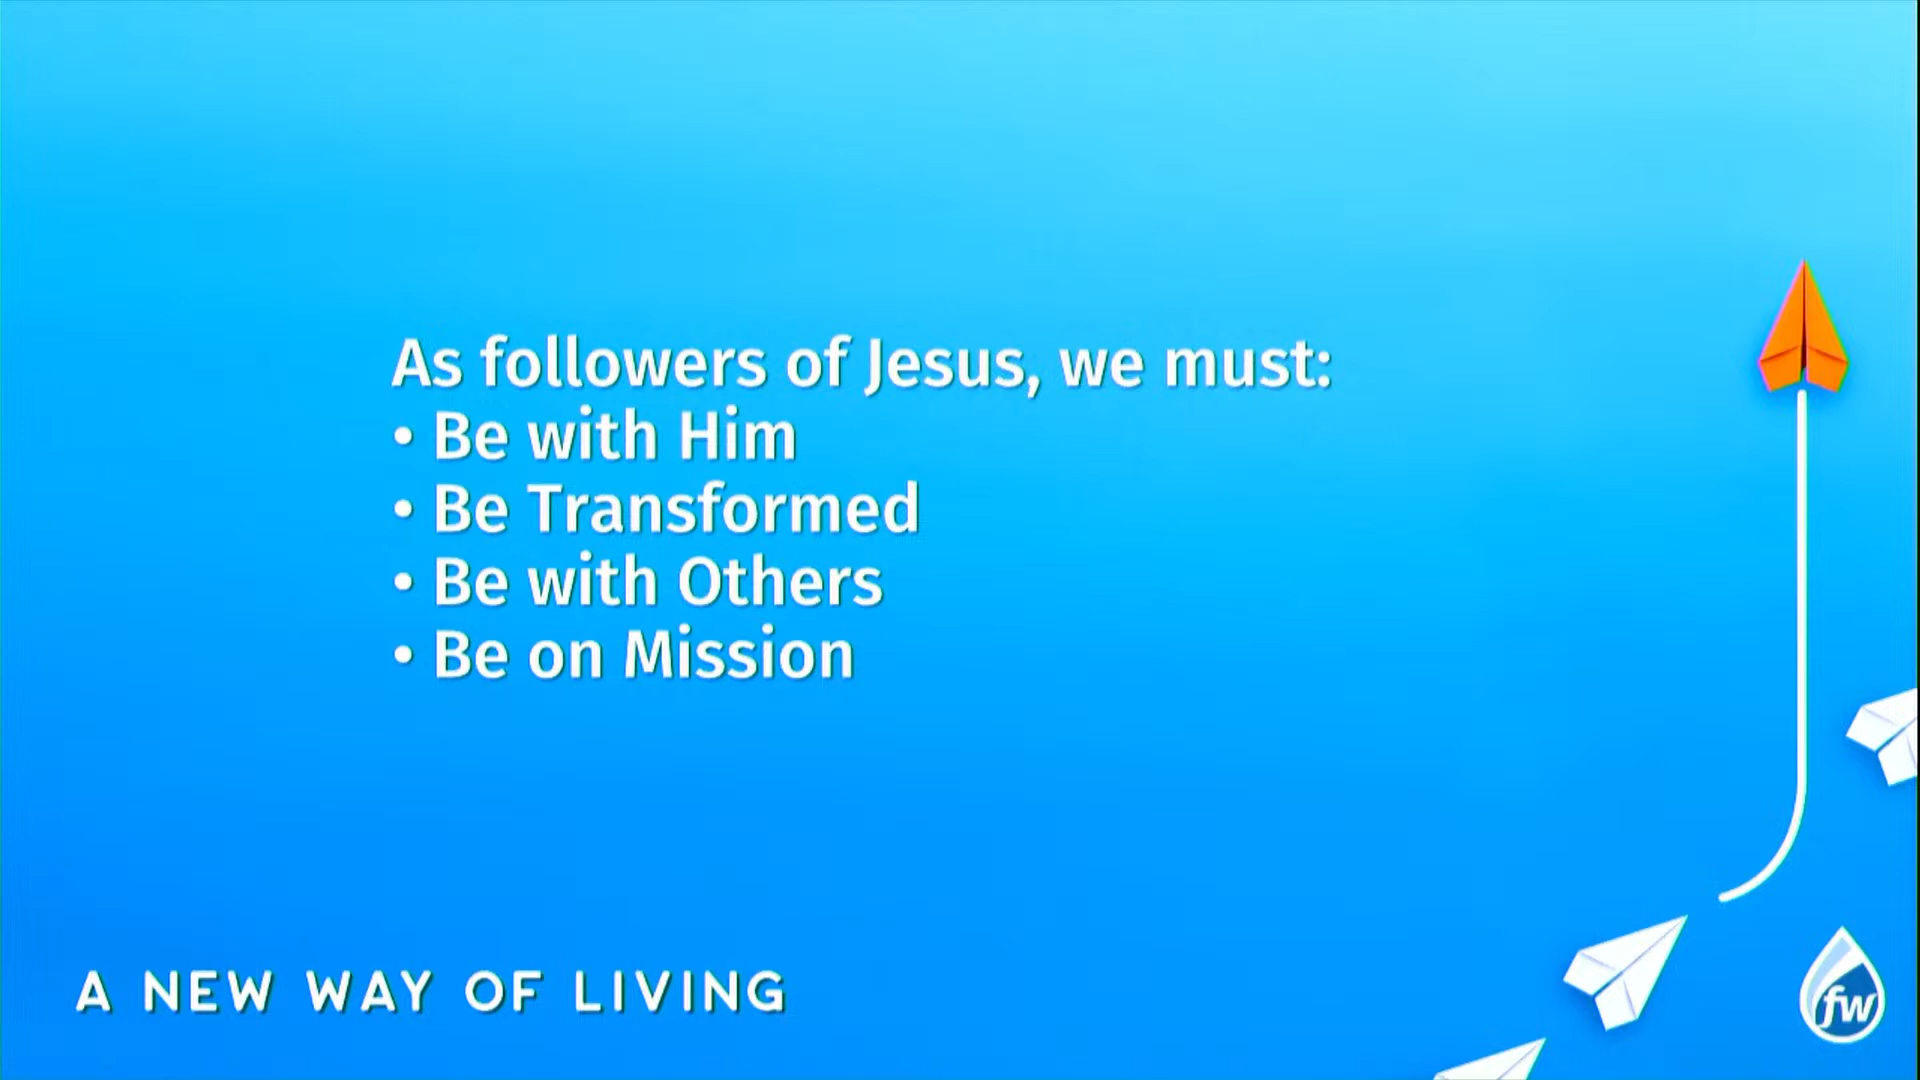 As followers of Jesus, we must:
• Be with Him
• Be Transformed
• Be with Others
• Be on Mission
A NEW WAY OF LIVING
fw